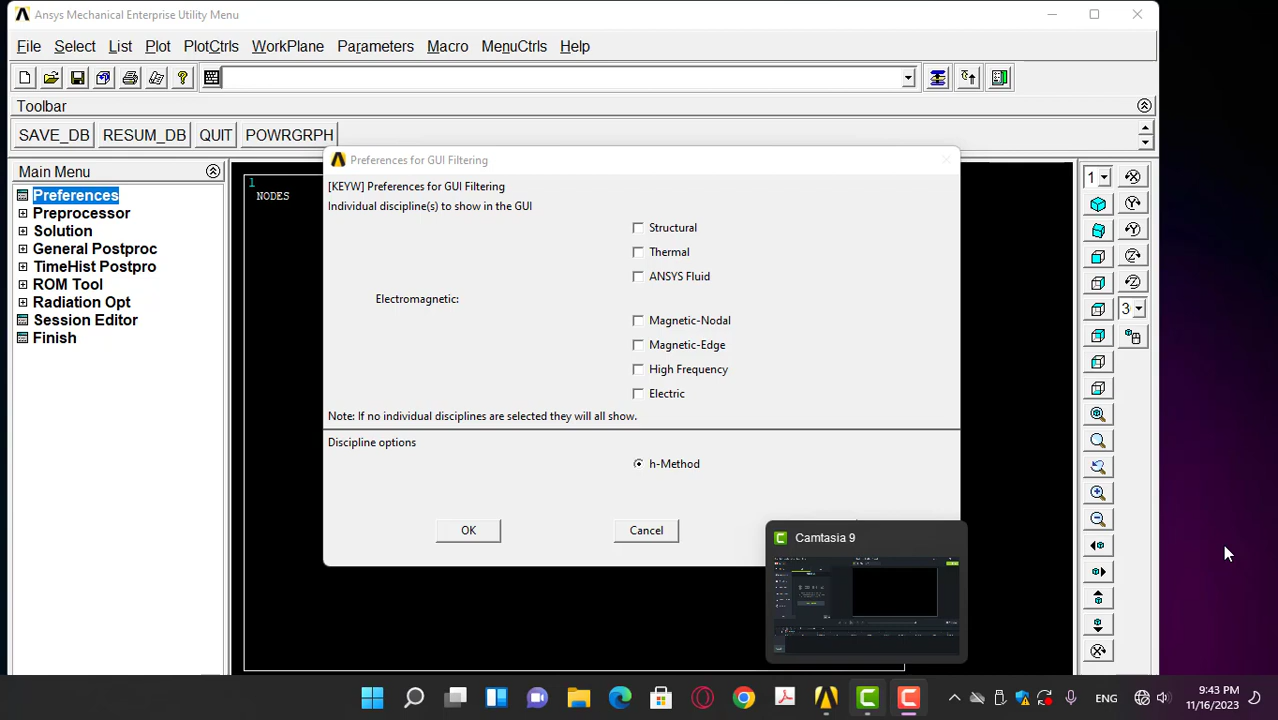 Ansys Mechanical Enterprise Utility Menu
File Select List Plot PlotCtrls WorkPlane Parameters Macro MenuCtrls Help
Toolbar
SAVE_DB RESUM_DB QUIT POWRGRPH
Main Menu
Preferences
Preprocessor
Solution
General Postproc
TimeHist Postpro
ROM Tool
Radiation Opt
Session Editor
Finish
1
NODES
Preferences for GUI Filtering
[KEYW] Preferences for GUI Filtering
Individual discipline(s) to show in the GUI
Structural
Thermal
ANSYS Fluid
Electromagnetic:
Magnetic-Nodal
Magnetic-Edge
High Frequency
Electric
Note: If no individual disciplines are selected they will all show.
Discipline options
h-Method
OK Cancel
Camtasia 9
1
3
ENG
9:43 PM
11/16/2023